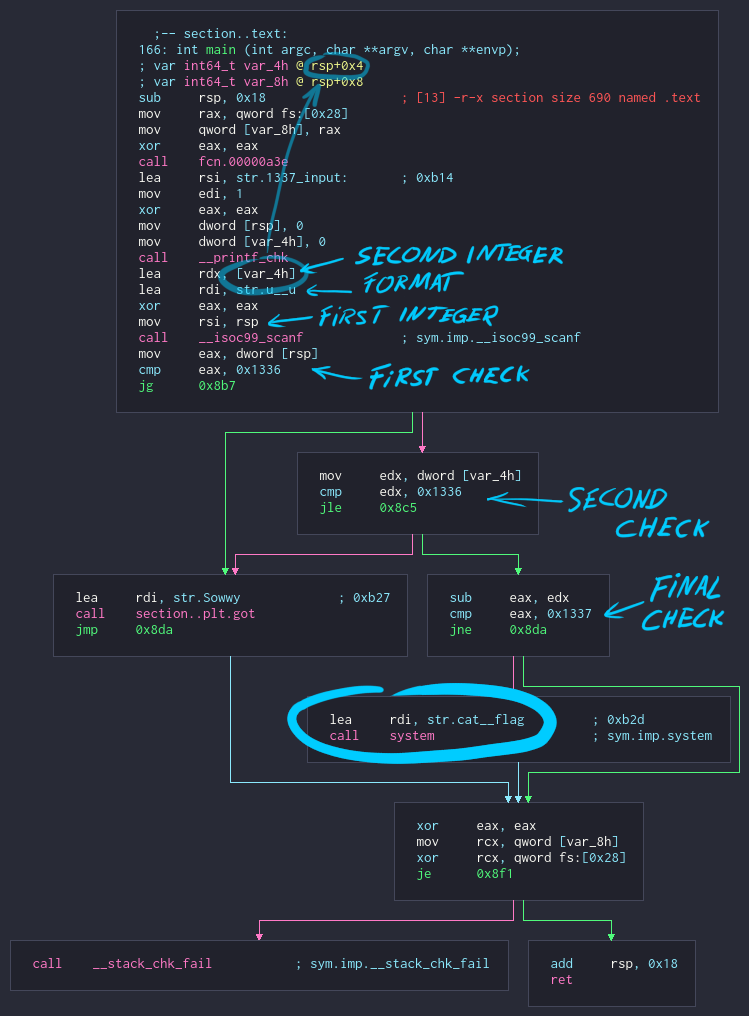 ;-- section..text:
166: int main (int argc, char **argv, char **envp);
; var int64_t var_4h @ rsp+0x4
; var int64_t var_8h @ rsp+0x8
sub rsp, 0x18 ; [13] -r-x section size 690 named .text
mov rax, qword fs:[0x28]
mov qword [var_8h], rax
xor eax, eax
call fcn.00000a3e
lea rsi, str.1337_input: ; 0xb14
mov edi, 1
xor eax, eax
mov dword [rsp], 0
mov dword [var_4h], 0
call __printf_chk
lea rdx, [var_4h] SECOND INTEGER
lea rdi, str.u__u FORMAT
xor eax, eax
mov rsi, rsp FIRST INTEGER
call __isoc99_scanf ; sym.imp.__isoc99_scanf
mov eax, dword [rsp]
cmp eax, 0x1336 FIRST CHECK
jg 0x8b7
mov edx, dword [var_4h]
cmp edx, 0x1336
jle 0x8c5
SECOND
CHECK
lea rdi, str.Sowwy ; 0xb27
call section..plt.got
jmp 0x8da
sub eax, edx
cmp eax, 0x1337
jne 0x8da
FINAL
CHECK
lea rdi, str.cat__flag ; 0xb2d
call system ; sym.imp.system
xor eax, eax
mov rcx, qword [var_8h]
xor rcx, qword fs:[0x28]
je 0x8f1
call __stack_chk_fail ; sym.imp.__stack_chk_fail
add rsp, 0x18
ret